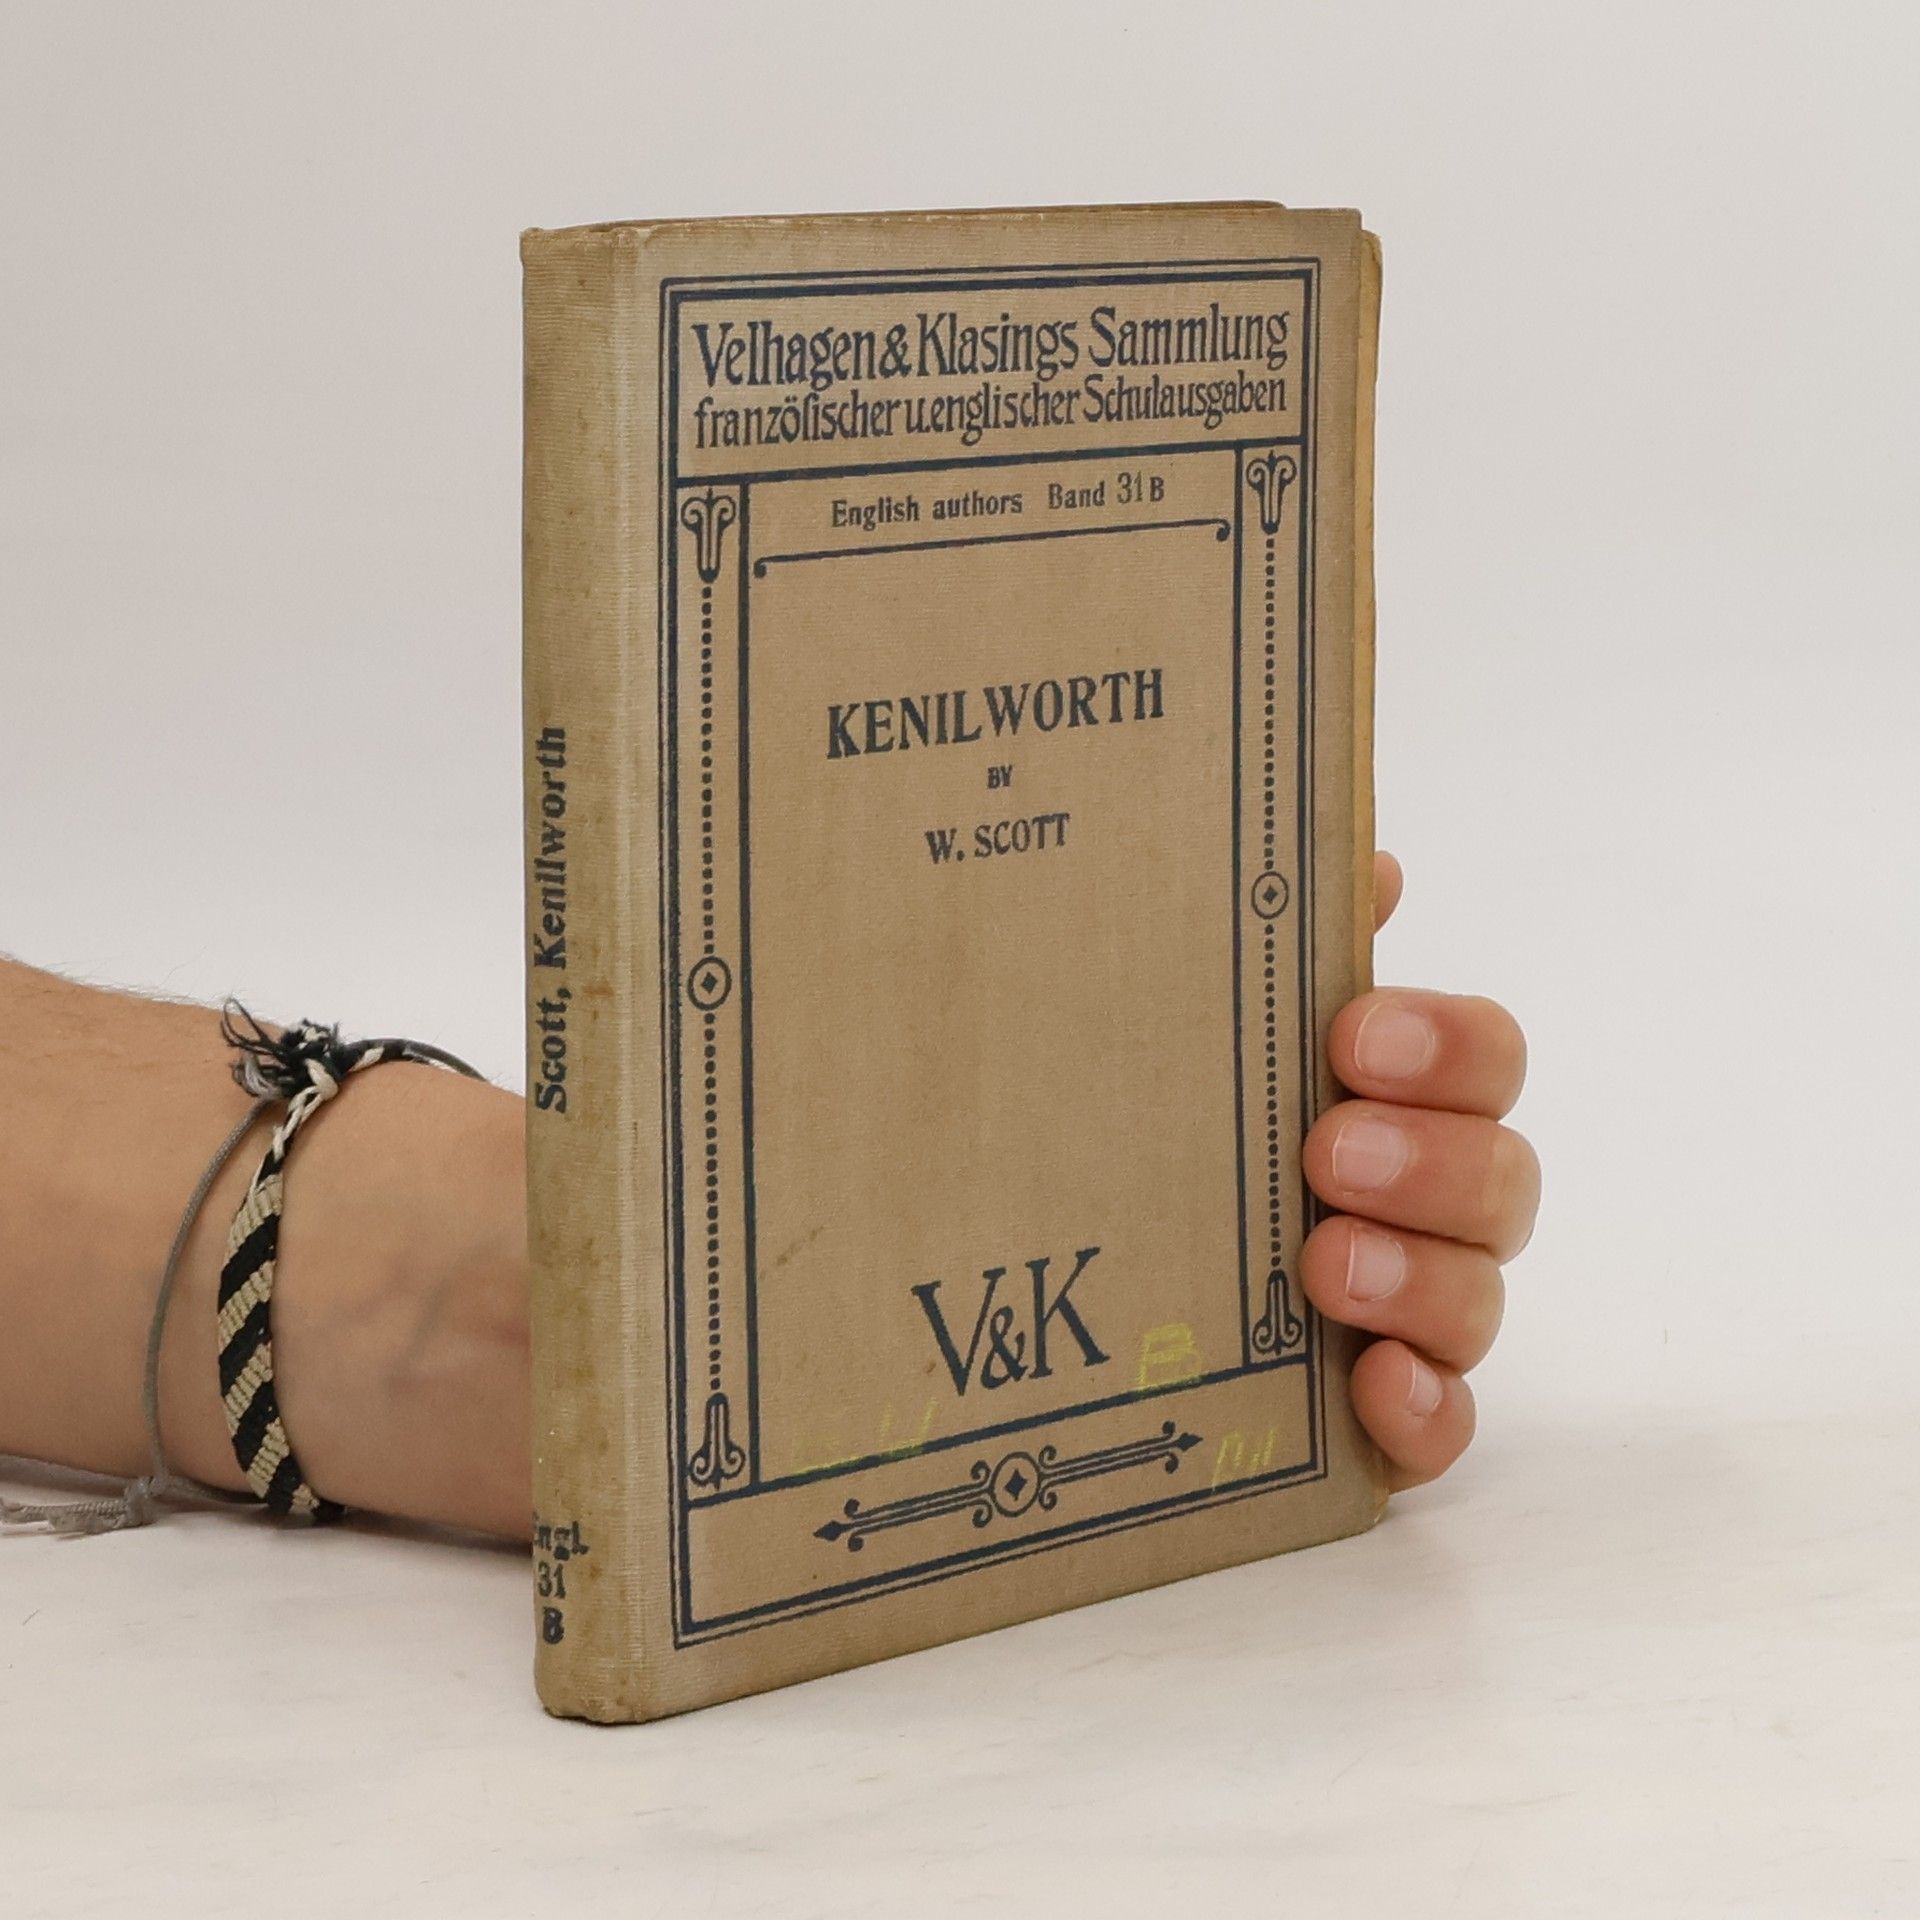 Velhagen & Klasings Sammlung
franzöſischer u. englischer Schulausgaben
English authors Band 31 B
KENILWORTH
BY
W. SCOTT
V&K
B
Scott, Kenilworth
Engl.
31
B